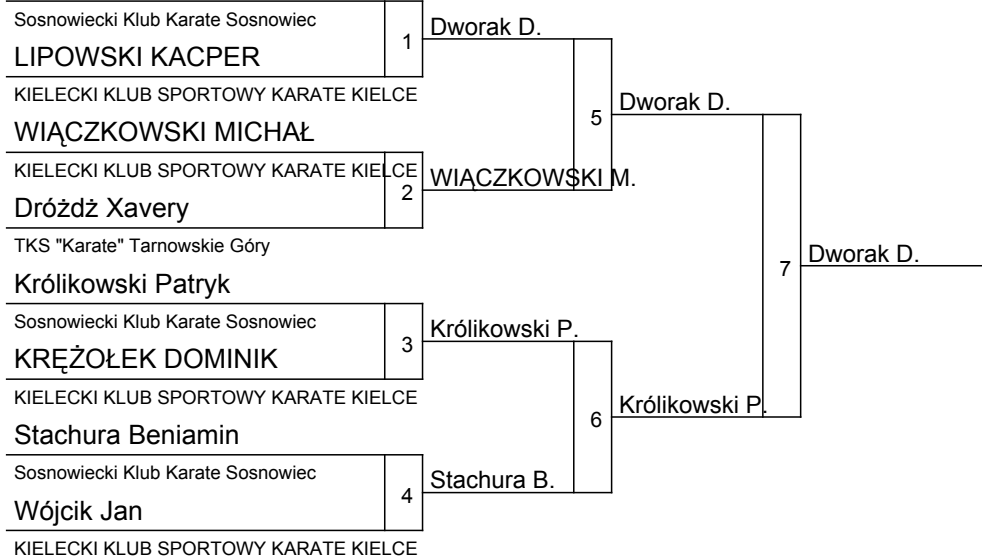 Sosnowiecki Klub Karate Sosnowiec
LIPOWSKI KACPER
KIELECKI KLUB SPORTOWY KARATE KIELCE
WIĄCZKOWSKI MICHAŁ
KIELECKI KLUB SPORTOWY KARATE KIELCE
Dróżdż Xavery
TKS "Karate" Tarnowskie Góry
Królikowski Patryk
Sosnowiecki Klub Karate Sosnowiec
KRĘŻOŁEK DOMINIK
KIELECKI KLUB SPORTOWY KARATE KIELCE
Stachura Beniamin
Sosnowiecki Klub Karate Sosnowiec
Wójcik Jan
KIELECKI KLUB SPORTOWY KARATE KIELCE
1
2
3
4
Dworak D.
WIĄCZKOWSKI M.
Królikowski P.
Stachura B.
5
6
Dworak D.
Królikowski P.
7
Dworak D.